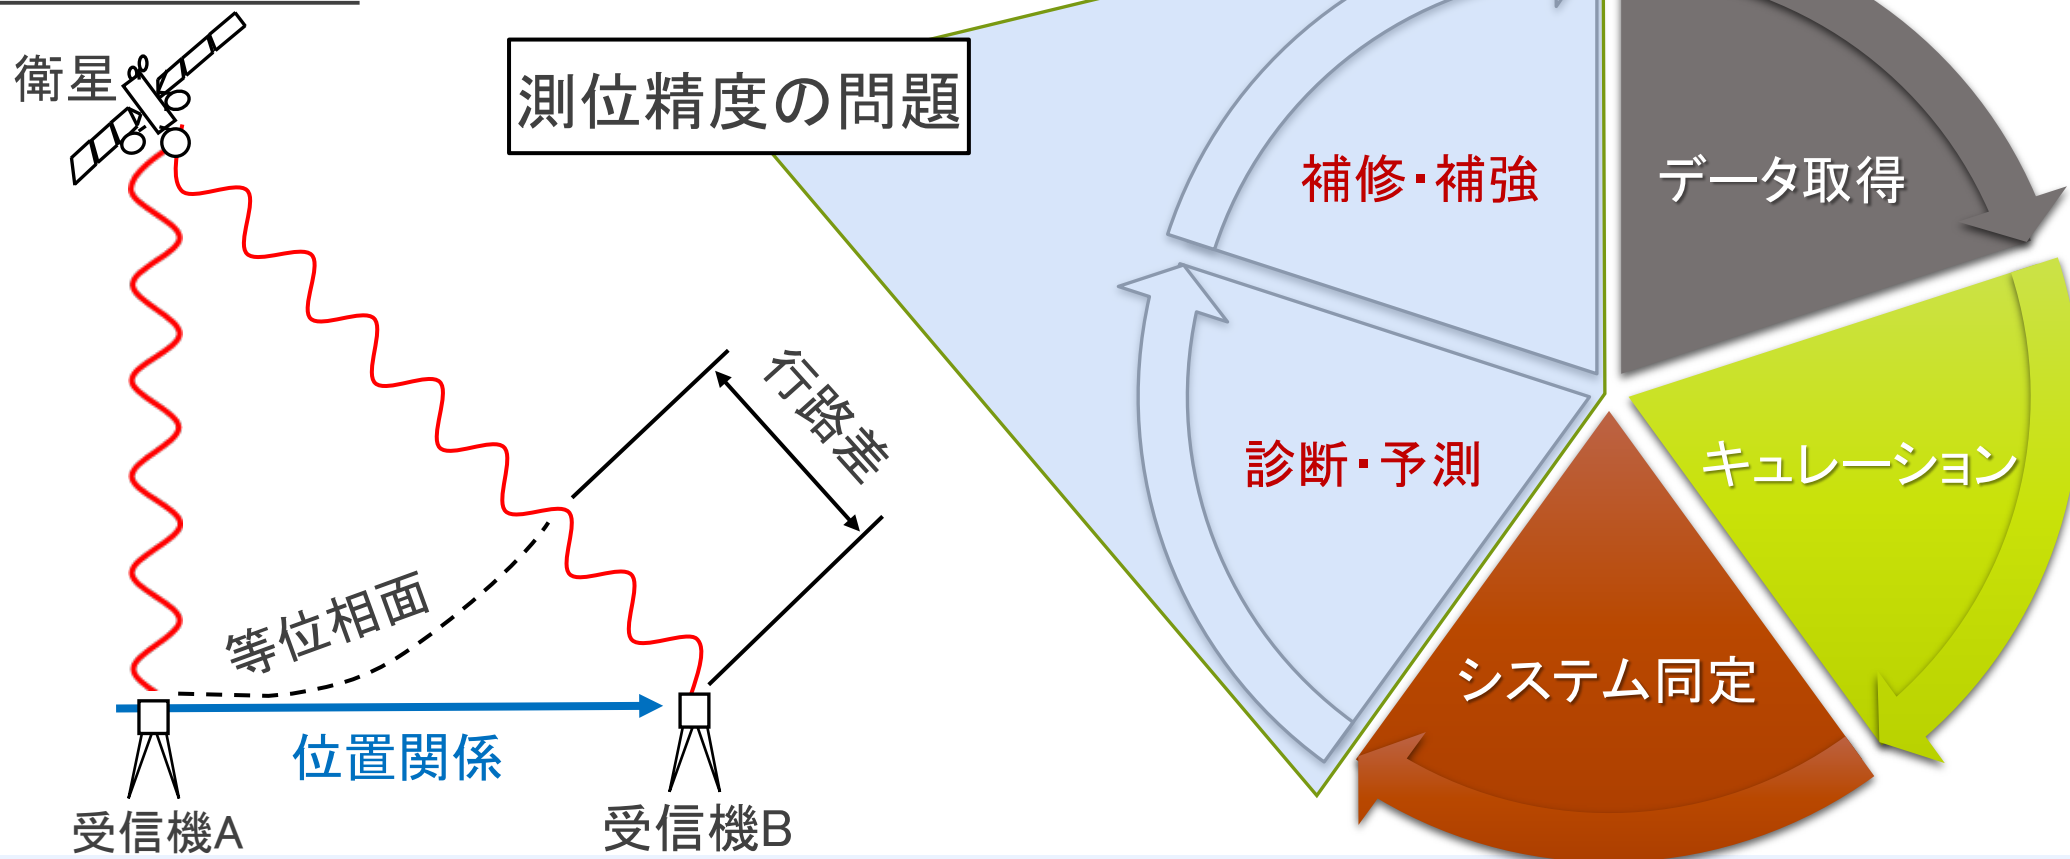 衛星
測位精度の問題
行路差
等位相面
位置関係
受信機A
受信機B
補修・補強
データ取得
診断・予測
キュレーション
システム同定